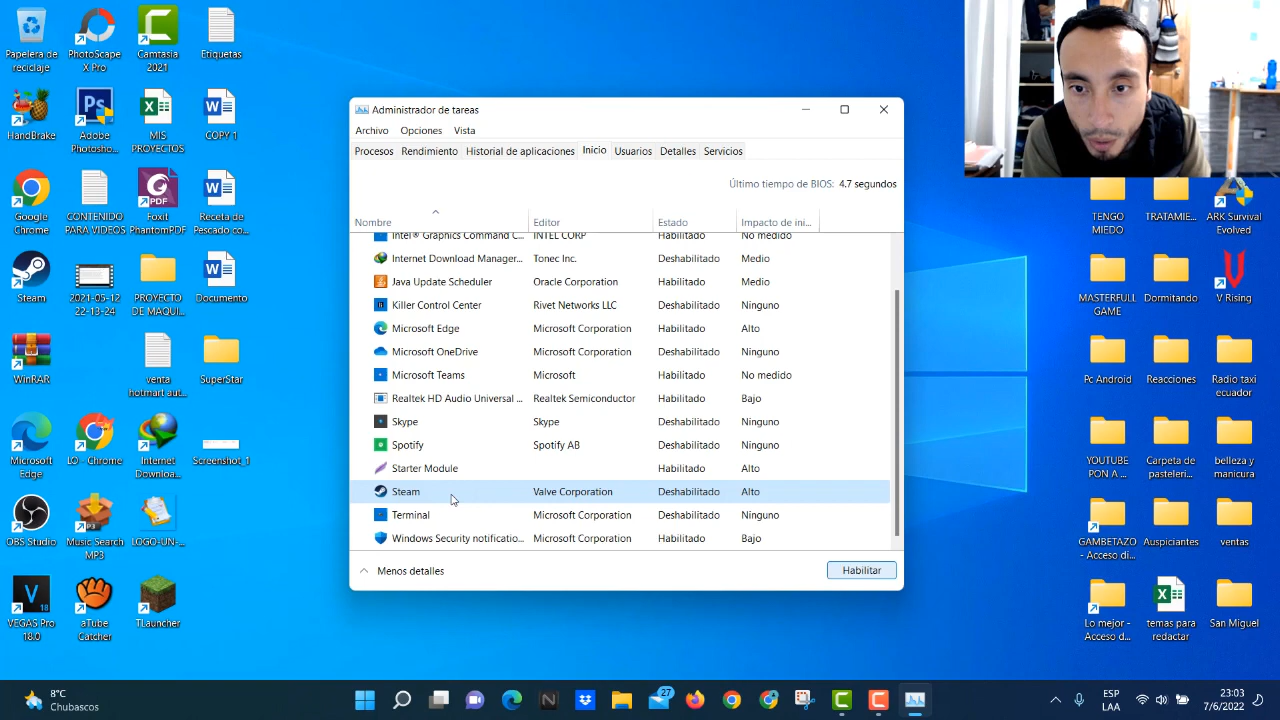 Papelera de
reciclaje
PhotoScape
X Pro
Camtasia
2021
Etiquetas
HandBrake
Adobe
Photosho...
MIS
PROYECTOS
COPY 1
Google
Chrome
CONTENIDO
PARA VIDEOS
Foxit
PhantomPDF
Receta de
Pescado co...
Steam
2021-05-12
22-13-24
PROYECTO
DE MAQUI...
Documento
WinRAR
venta
hotmart aut...
SuperStar
Microsoft
Edge
LO - Chrome
Internet
Downloa...
Screenshot_1
OBS Studio
Music Search
MP3
LOGO-UN-...
VEGAS Pro
18.0
aTube
Catcher
TLauncher
Administrador de tareas
Archivo Opciones Vista
Procesos Rendimiento Historial de aplicaciones Inicio Usuarios Detalles Servicios
Último tiempo de BIOS: 4.7 segundos
Nombre Editor Estado Impacto de ini...
Intel® Graphics Command C... INTEL CORP Habilitado No medido
Internet Download Manager... Tonec Inc. Deshabilitado Medio
Java Update Scheduler Oracle Corporation Habilitado Medio
Killer Control Center Rivet Networks LLC Deshabilitado Ninguno
Microsoft Edge Microsoft Corporation Habilitado Alto
Microsoft OneDrive Microsoft Corporation Deshabilitado Ninguno
Microsoft Teams Microsoft Habilitado No medido
Realtek HD Audio Universal ... Realtek Semiconductor Habilitado Bajo
Skype Skype Deshabilitado Ninguno
Spotify Spotify AB Deshabilitado Ninguno
Starter Module Habilitado Alto
Steam Valve Corporation Deshabilitado Alto
Terminal Microsoft Corporation Deshabilitado Ninguno
Windows Security notificatio... Microsoft Corporation Habilitado Bajo
Menos detalles
Habilitar
TENGO
MIEDO
TRATAMIE...
ARK Survival
Evolved
MASTERFULL
GAME
Dormitando
V Rising
Pc Android
Reacciones
Radio taxi
ecuador
YOUTUBE
PON A ...
Carpeta de
pasteleri...
belleza y
manicura
GAMBETAZO
- Acceso di...
Auspiciantes
ventas
Lo mejor -
Acceso d...
temas para
redactar
San Miguel
8°C
Chubascos
27
ESP
LAA
23:03
7/6/2022